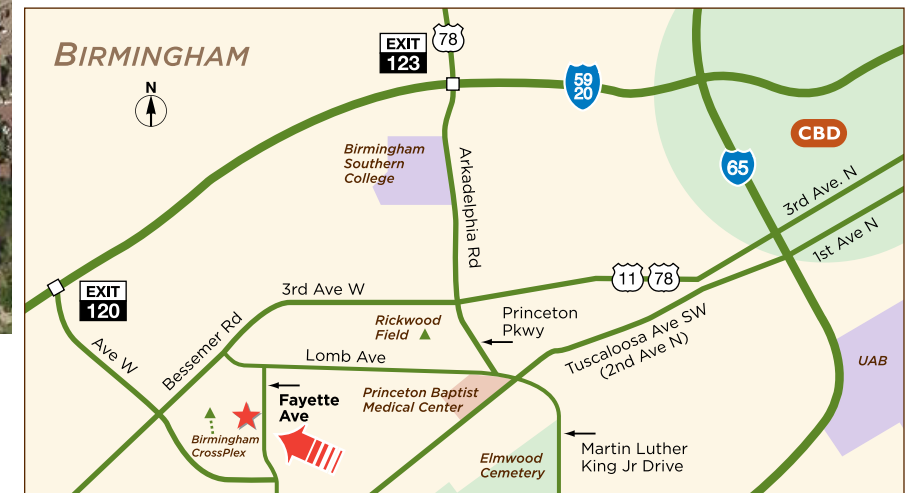 BIRMINGHAM
N
EXIT
123
78
59
20
CBD
65
Birmingham
Southern
College
Arkadelphia Rd
3rd Ave. N
1st Ave N
11
78
EXIT
120
3rd Ave W
Bessemer Rd
Ave W
Rickwood
Field
Princeton
Pkwy
Lomb Ave
Tuscaloosa Ave SW
(2nd Ave N)
UAB
Princeton Baptist
Medical Center
Fayette
Ave
Birmingham
CrossPlex
Elmwood
Cemetery
Martin Luther
King Jr Drive